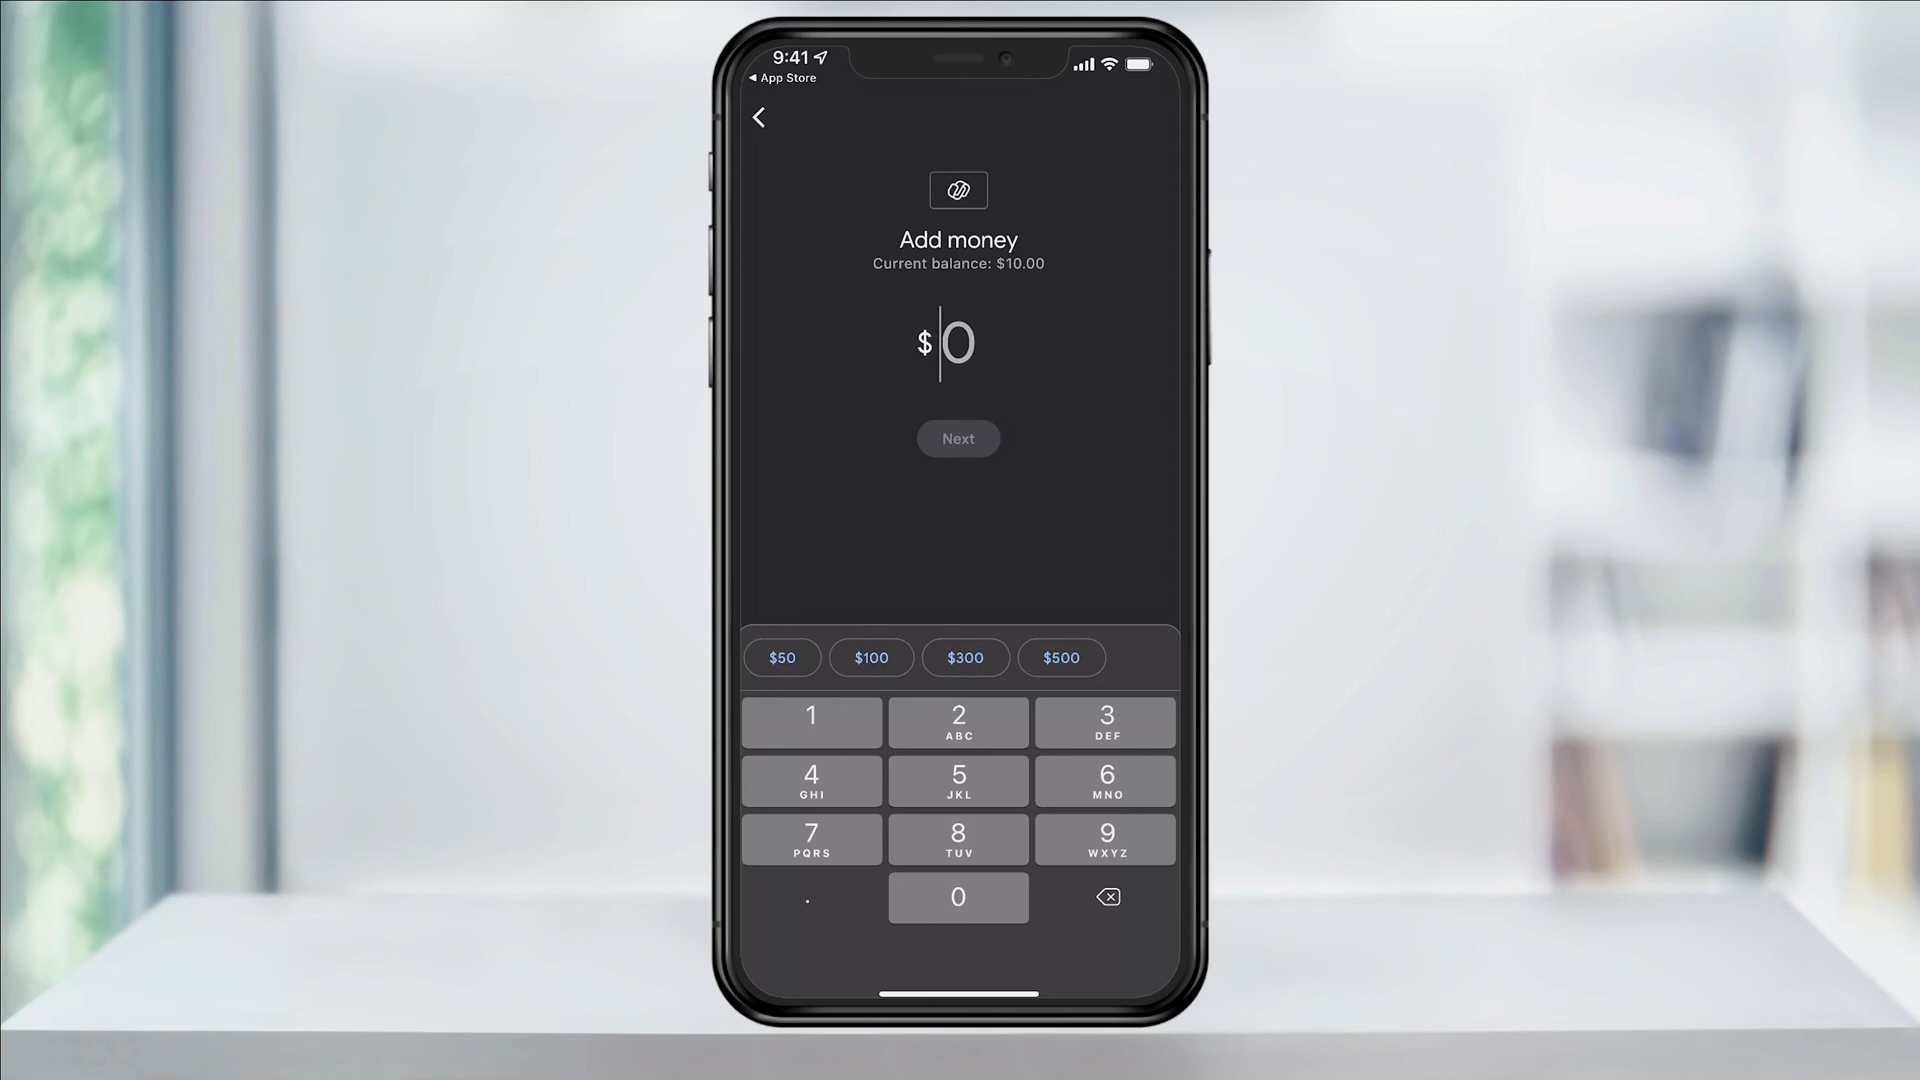 9:41
◀ App Store
Add money
Current balance: $10.00
$ 0
Next
$50 $100 $300 $500
1 2 3
ABC DEF
4 5 6
GHI JKL MNO
7 8 9
PQRS TUV WXYZ
. 0